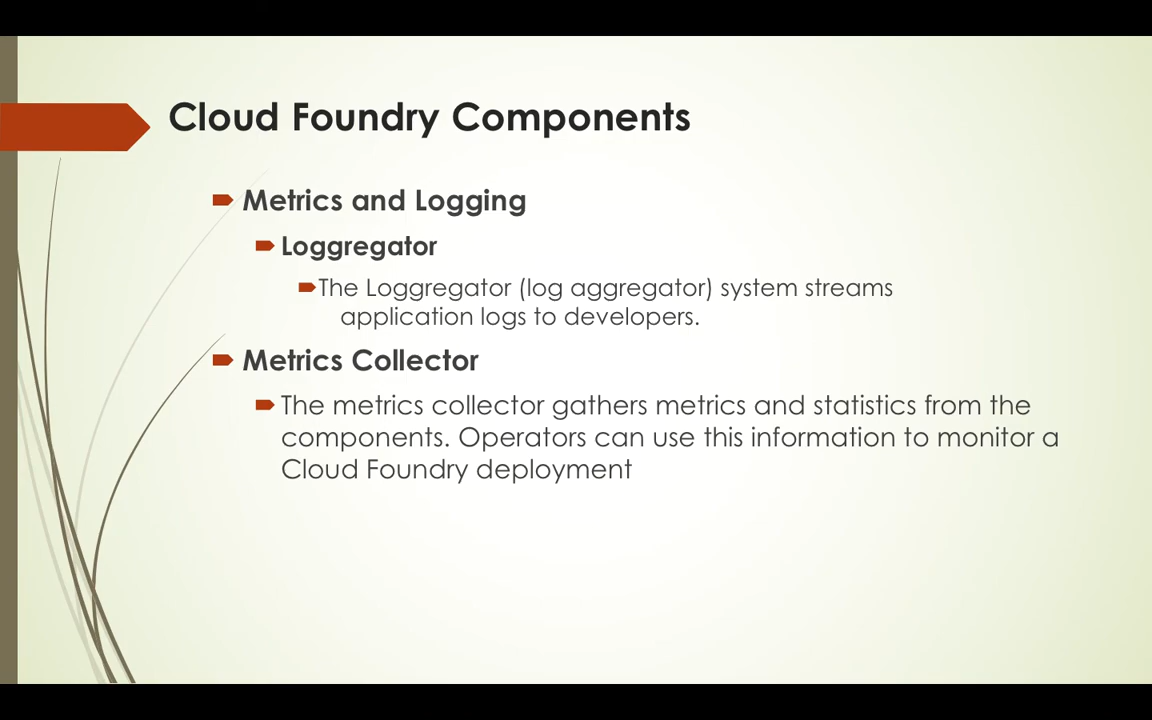 Cloud Foundry Components
Metrics and Logging
Loggregator
The Loggregator (log aggregator) system streams
application logs to developers.
Metrics Collector
The metrics collector gathers metrics and statistics from the
components. Operators can use this information to monitor a
Cloud Foundry deployment